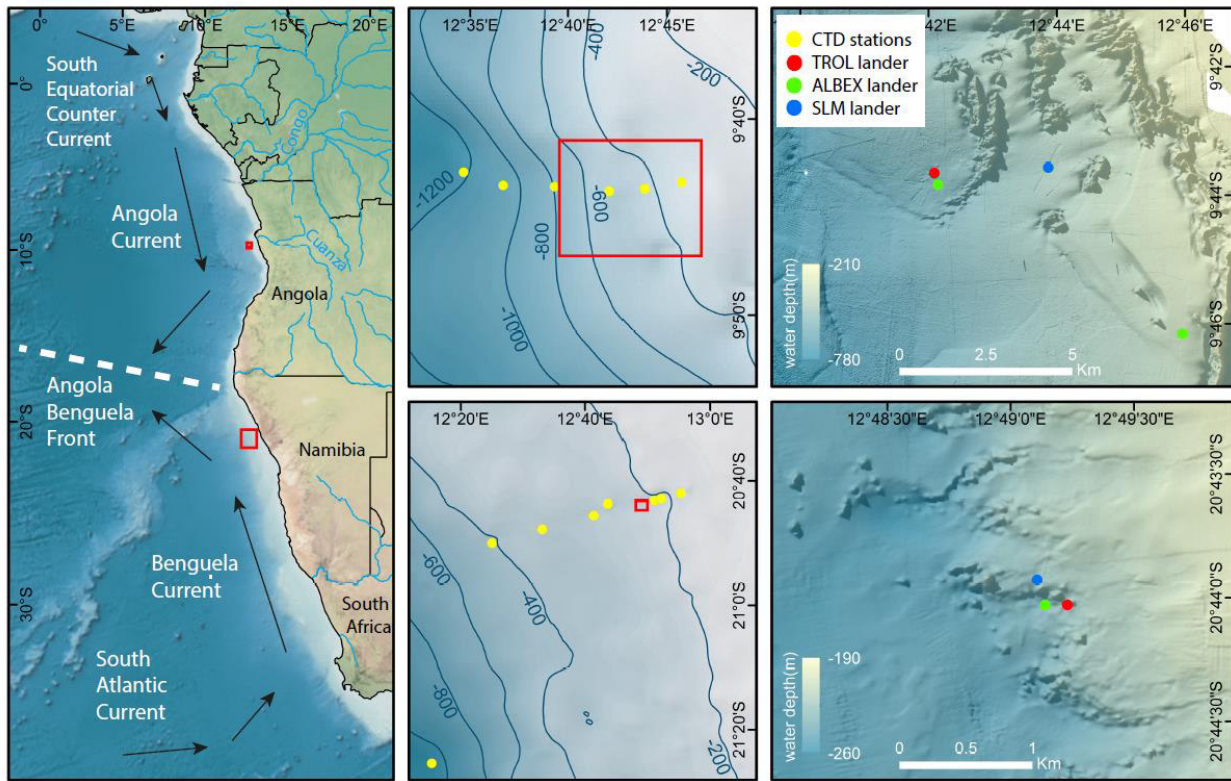 0°
5°E
10°E
15°E
20°E
South
Equatorial
Counter
Current
0°
Congo
Angola
Current
10°S
Cuanza
Angola
Angola
Benguela
Front
20°S
Namibia
Benguela
Current
30°S
South
Africa
South
Atlantic
Current
12°35'E
12°40'E
12°45'E
-400
-200
9°40'S
-1200
-600
-800
-1000
9°50'S
42'E
12°44'E
12°46'E
CTD stations
TROL lander
ALBEX lander
SLM lander
9°42'S
9°44'S
9°46'S
water depth(m)
-210
-780
0
2.5
5
Km
12°20'E
12°40'E
13°0'E
20°40'S
-600
-400
21°0'S
-800
-200
21°20'S
12°48'30"E
12°49'0"E
12°49'30"E
20°43'30"S
20°44'0"S
20°44'30"S
water depth(m)
-190
-260
0
0.5
1
Km